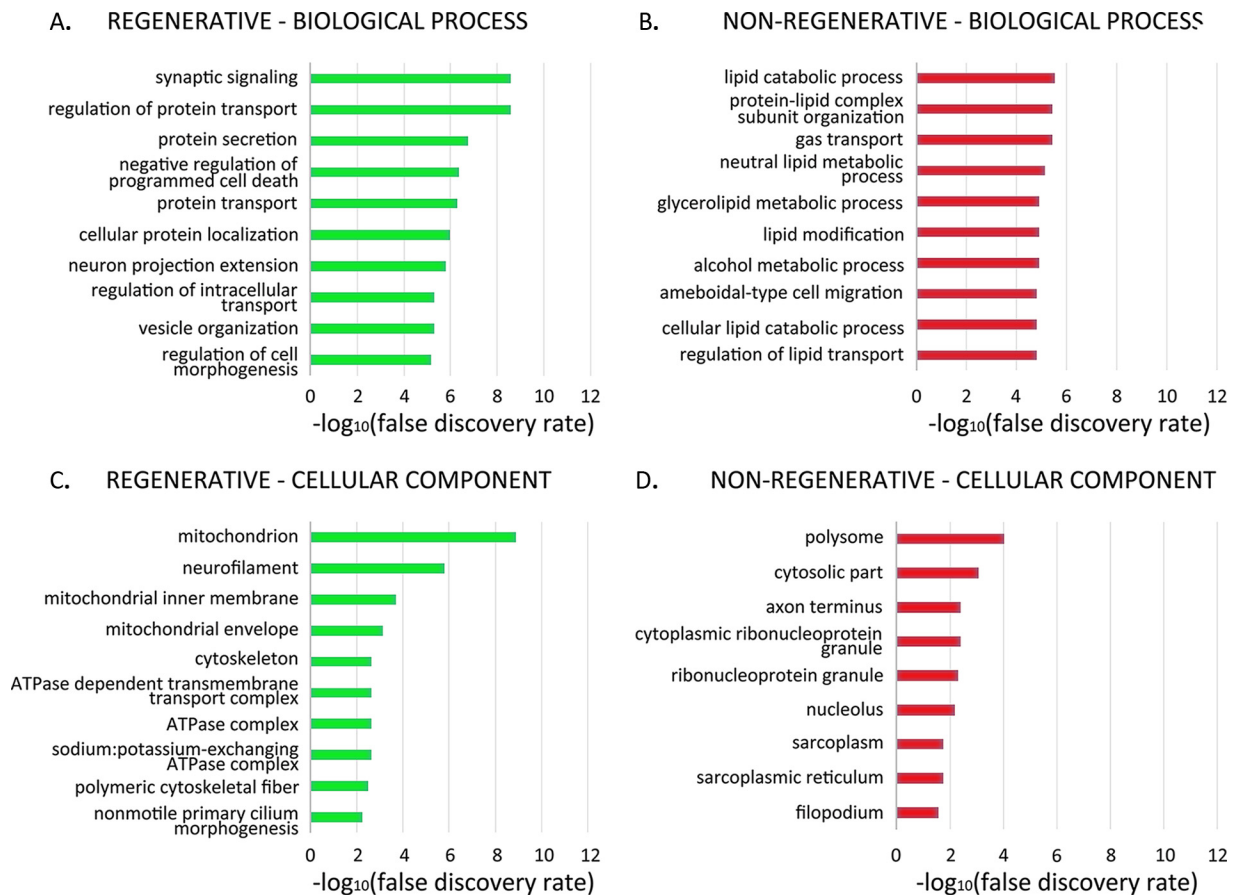 A. REGENERATIVE - BIOLOGICAL PROCESS
synaptic signaling
regulation of protein transport
protein secretion
negative regulation of
programmed cell death
protein transport
cellular protein localization
neuron projection extension
regulation of intracellular
transport
vesicle organization
regulation of cell
morphogenesis
0 2 4 6 8 10 12
-log10(false discovery rate)
B. NON-REGENERATIVE - BIOLOGICAL PROCESS
lipid catabolic process
protein-lipid complex
subunit organization
gas transport
neutral lipid metabolic
process
glycerolipid metabolic process
lipid modification
alcohol metabolic process
ameboidal-type cell migration
cellular lipid catabolic process
regulation of lipid transport
0 2 4 6 8 10 12
-log10(false discovery rate)
C. REGENERATIVE - CELLULAR COMPONENT
mitochondrion
neurofilament
mitochondrial inner membrane
mitochondrial envelope
cytoskeleton
ATPase dependent transmembrane
transport complex
ATPase complex
sodium:potassium-exchanging
ATPase complex
polymeric cytoskeletal fiber
nonmotile primary cilium
morphogenesis
0 2 4 6 8 10 12
-log10(false discovery rate)
D. NON-REGENERATIVE - CELLULAR COMPONENT
polysome
cytosolic part
axon terminus
cytoplasmic ribonucleoprotein
granule
ribonucleoprotein granule
nucleolus
sarcoplasm
sarcoplasmic reticulum
filopodium
0 2 4 6 8 10 12
-log10(false discovery rate)